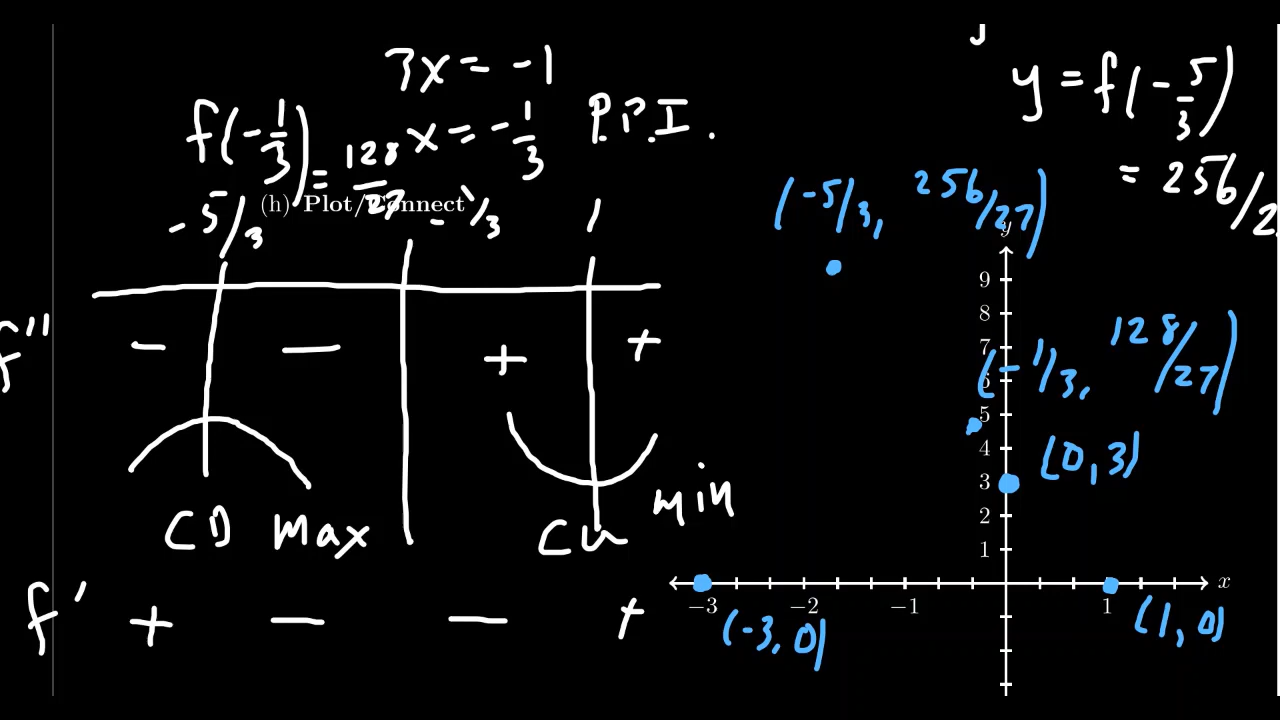 3x = -1
f(-1/3) = 128/27
x = -1/3 P.P.I.
(h) Plot/Connect
-5/3 -1/3 1
f'' - - + +
CD Max CU min
f' + - - +
y = f(-5/3)
= 256/2
(-5/3, 256/27)
y
9
8
7
6
5
4
3
2
1
(-1/3, 128/27)
(0, 3)
-3 -2 -1 1 x
(-3, 0) (1, 0)